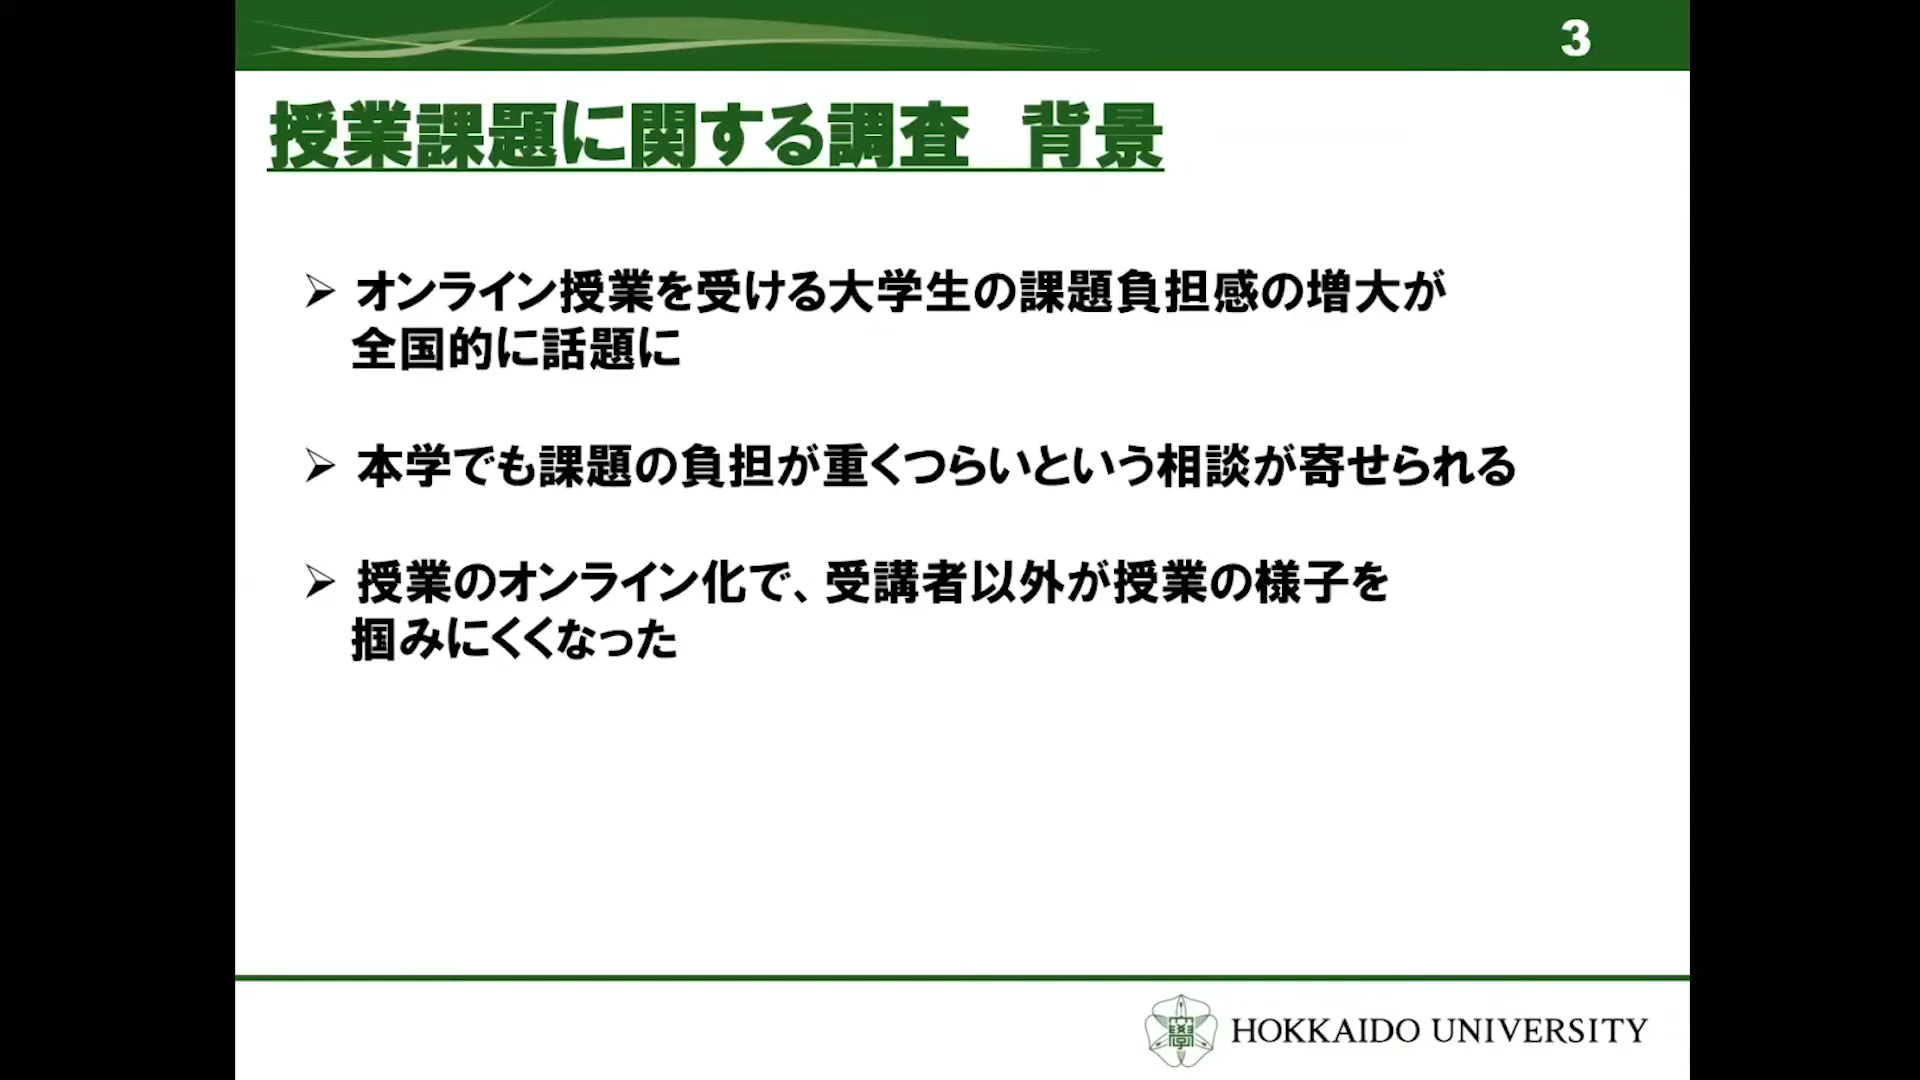 3
授業課題に関する調査　背景
➢ オンライン授業を受ける大学生の課題負担感の増大が
全国的に話題に
➢ 本学でも課題の負担が重くつらいという相談が寄せられる
➢ 授業のオンライン化で、受講者以外が授業の様子を
掴みにくくなった
HOKKAIDO UNIVERSITY